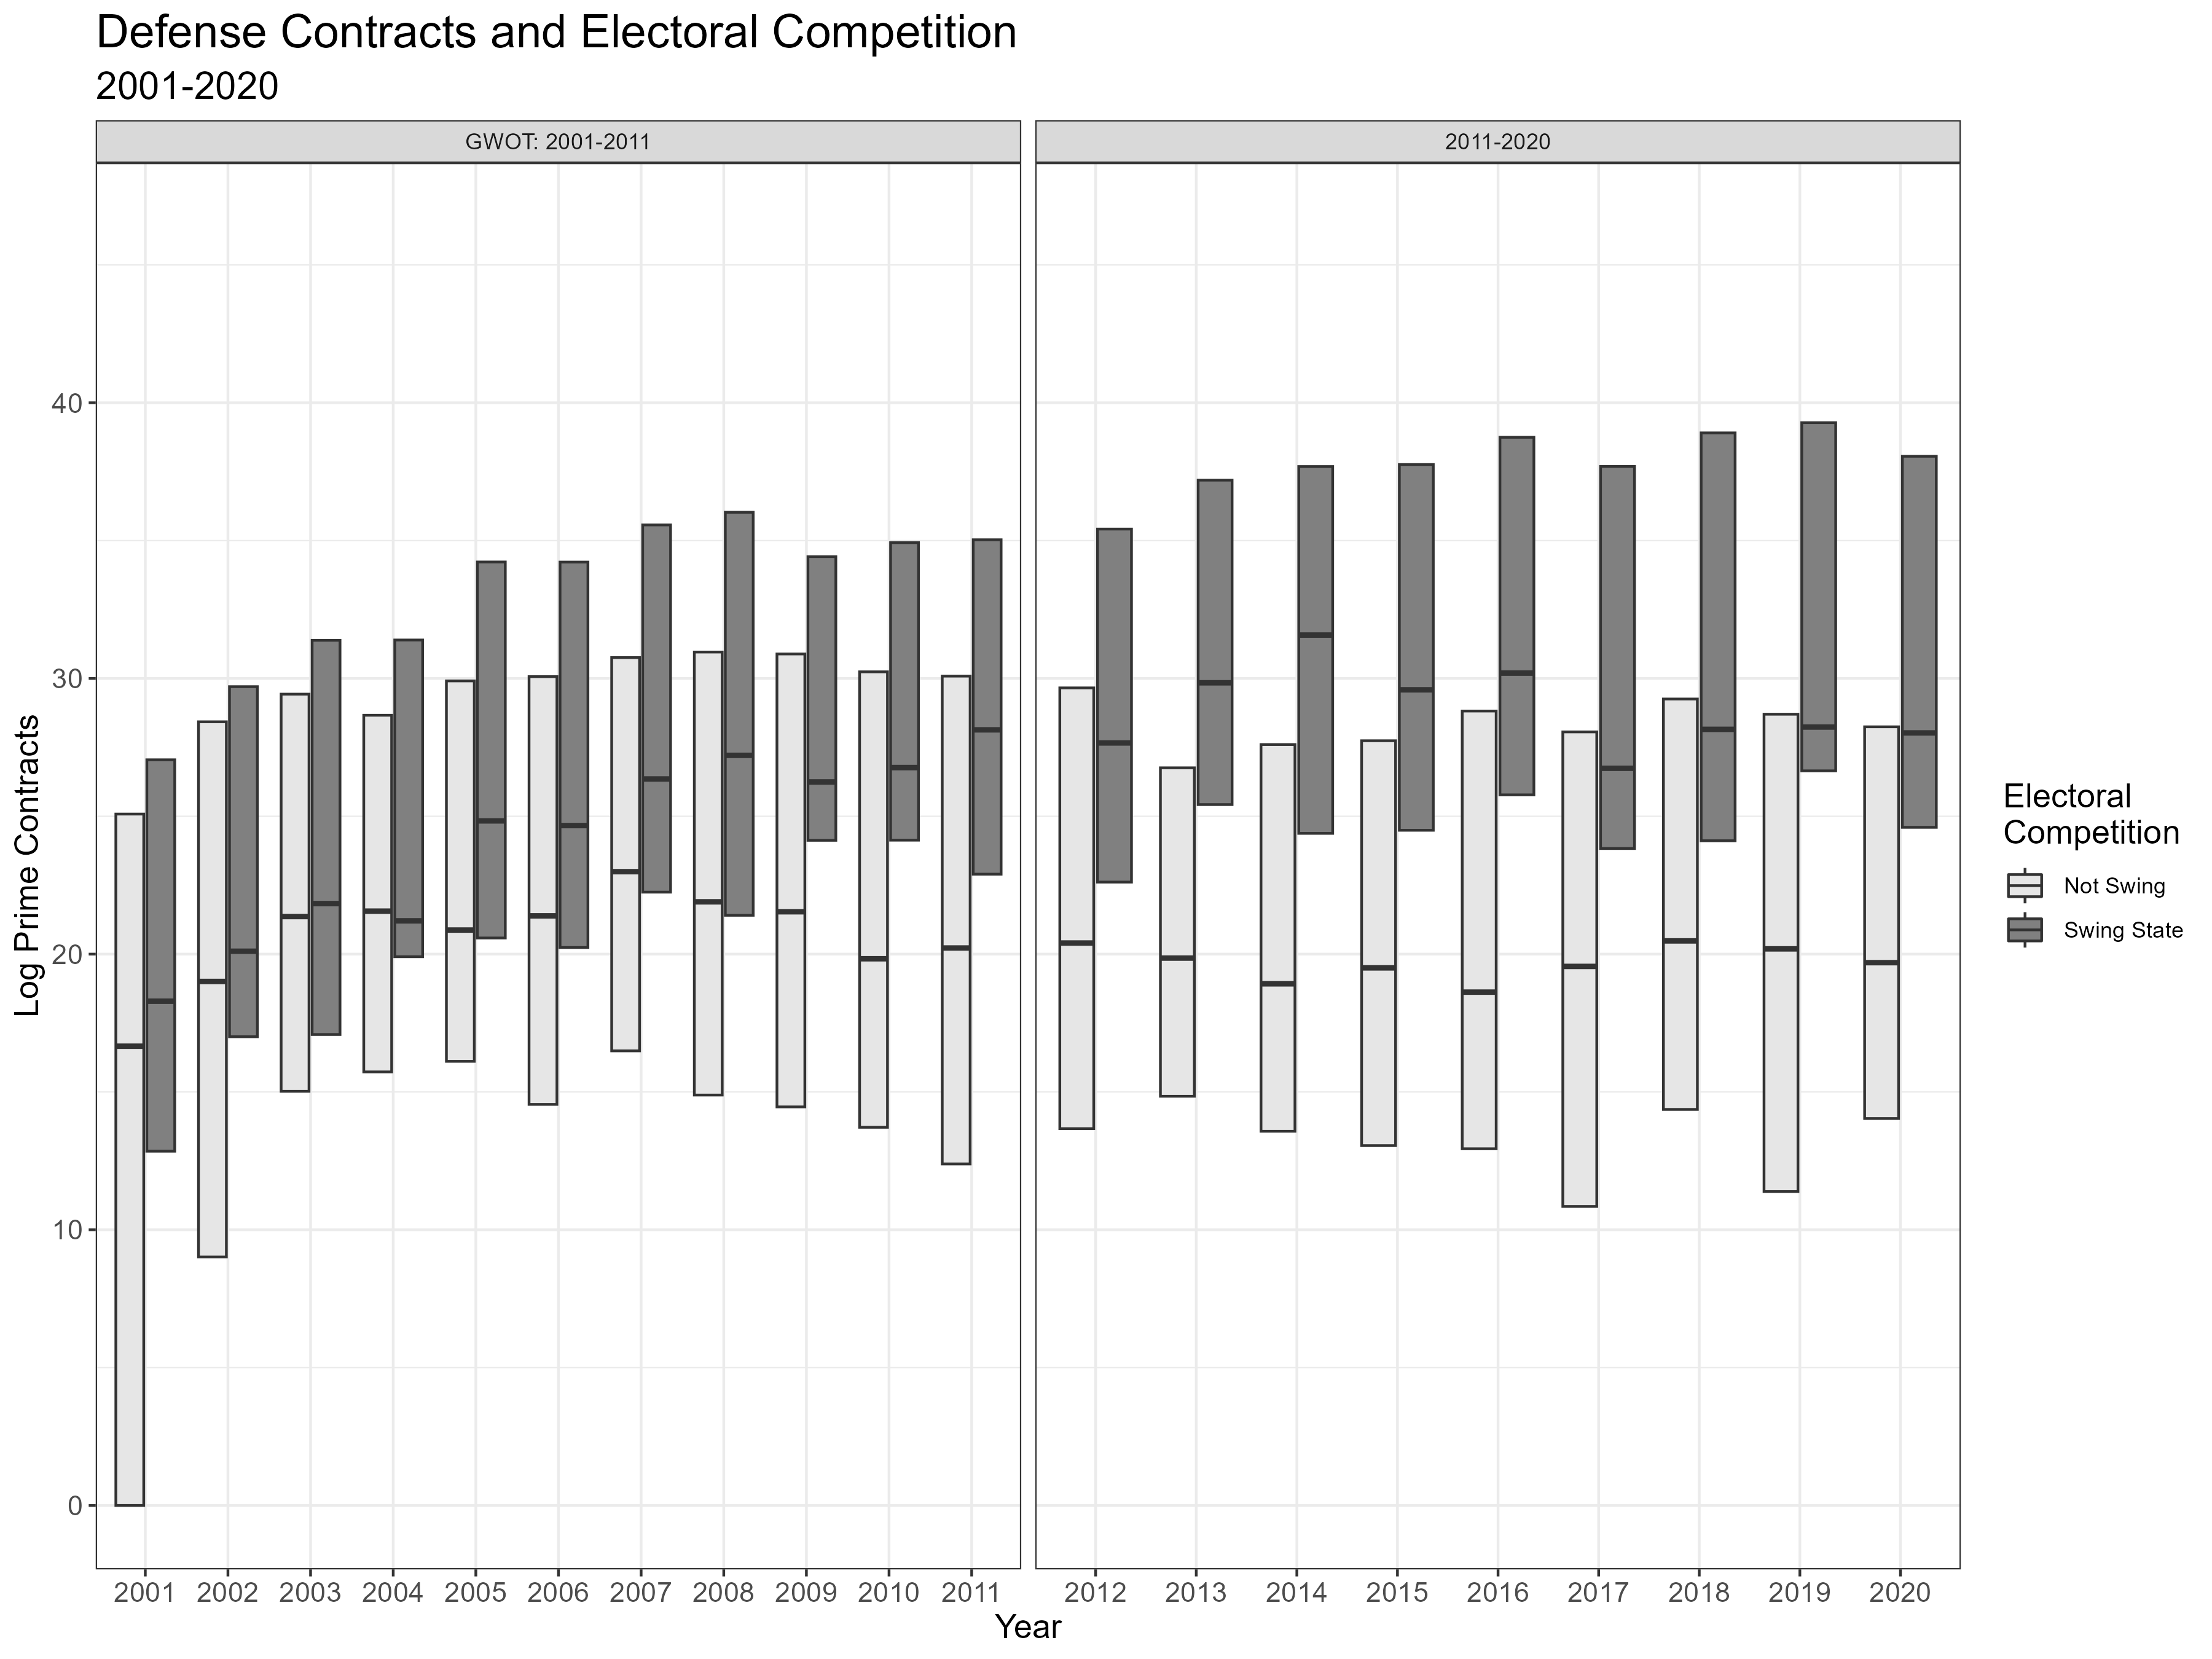 Defense Contracts and Electoral Competition
2001-2020
GWOT: 2001-2011
2011-2020
Log Prime Contracts
40
30
20
10
0
2001 2002 2003 2004 2005 2006 2007 2008 2009 2010 2011
2012 2013 2014 2015 2016 2017 2018 2019 2020
Year
Electoral
Competition
Not Swing
Swing State